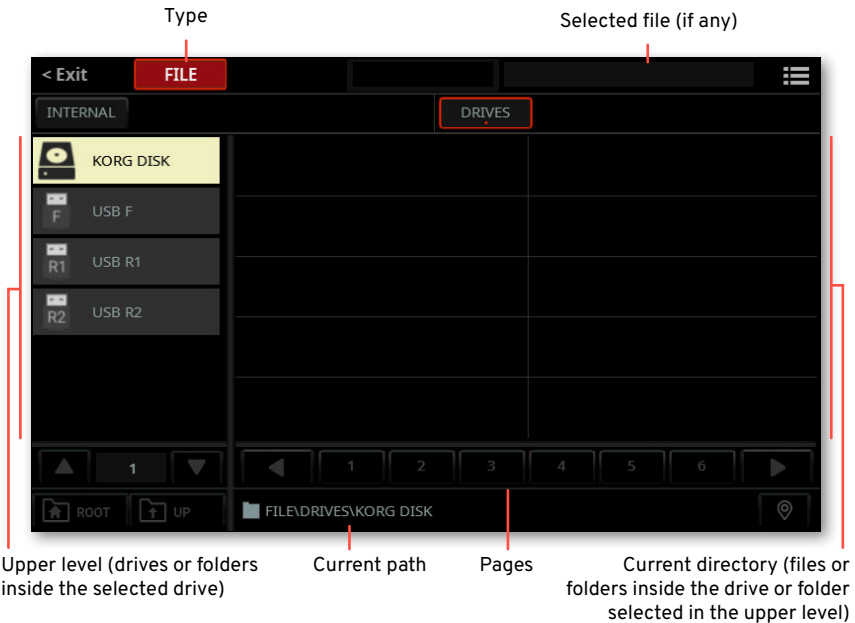 Type
Selected file (if any)
< Exit
FILE
INTERNAL
DRIVES
KORG DISK
F
USB F
R1
USB R1
R2
USB R2
1
1
2
3
4
5
6
ROOT
UP
FILE\DRIVES\KORG DISK
Upper level (drives or folders
inside the selected drive)
Current path
Pages
Current directory (files or
folders inside the drive or folder
selected in the upper level)